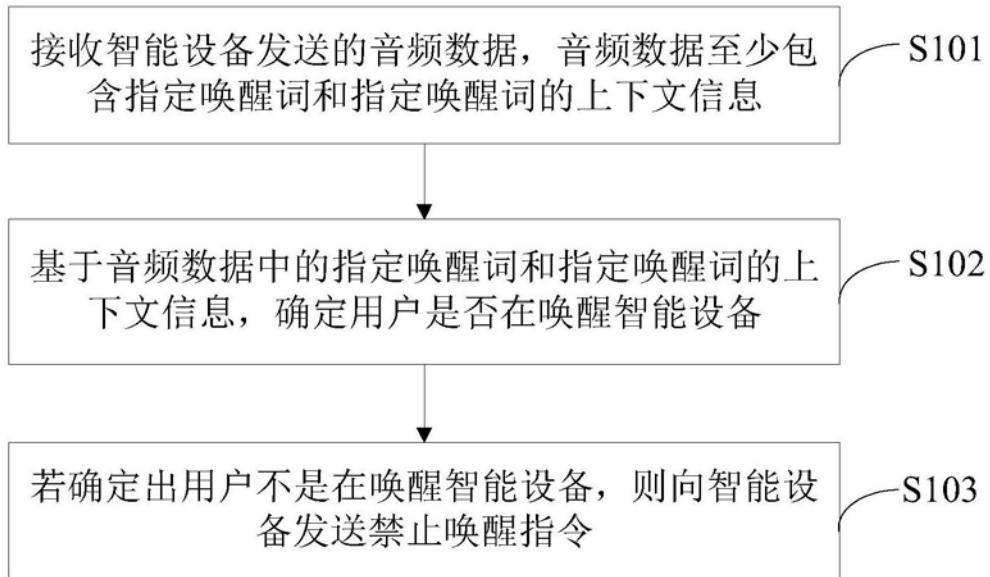 接收智能设备发送的音频数据，音频数据至少包
含指定唤醒词和指定唤醒词的上下文信息
S101
基于音频数据中的指定唤醒词和指定唤醒词的上
下文信息，确定用户是否在唤醒智能设备
S102
若确定出用户不是在唤醒智能设备，则向智能设
备发送禁止唤醒指令
S103